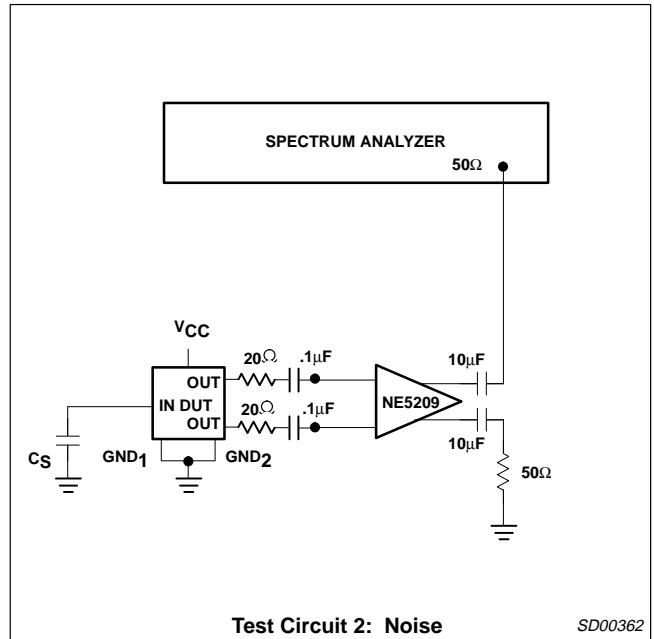 SPECTRUM ANALYZER
50Ω
VCC
20Ω
.1μF
10μF
OUT
IN DUT
NE5209
20Ω
.1μF
OUT
10μF
CS
GND1
GND2
50Ω
Test Circuit 2: Noise
SD00362